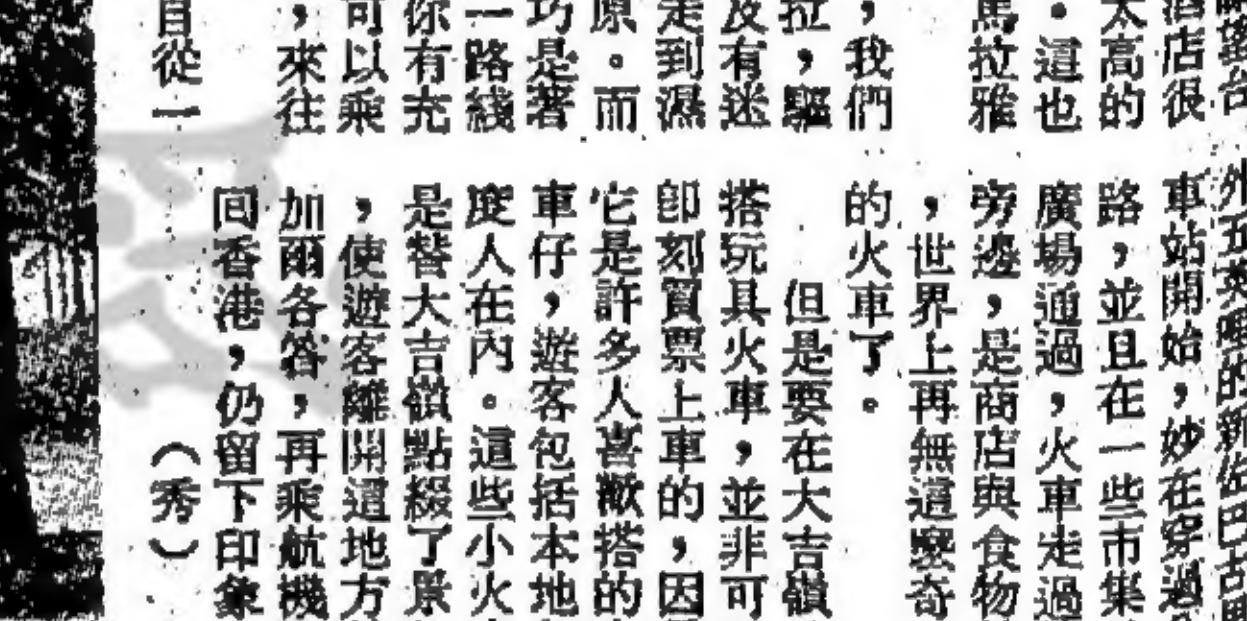 望台
酒店很
太高的
。這也
馬拉雅
，我們
拉，驅
及有迷
走到濕
原。而
巧是著
一路綫
你有充
可以乘
，來往
自從一
的新
車站開始，妙在穿過
路，並且在一些市集
廣場通過，火車走過
旁邊，是商店與食物
，世界上再無這麼奇
的火車了。
但是要在大吉嶺
搭玩具火車，並非可
即刻買票上車的，因
它是許多人喜歡搭的
車仔，遊客包括本地
度人在內。這些小火
是替大吉嶺點綴了景
，使遊客離開這地方
加爾各答，再乘航機
囘香港，仍留下印象
（秀）